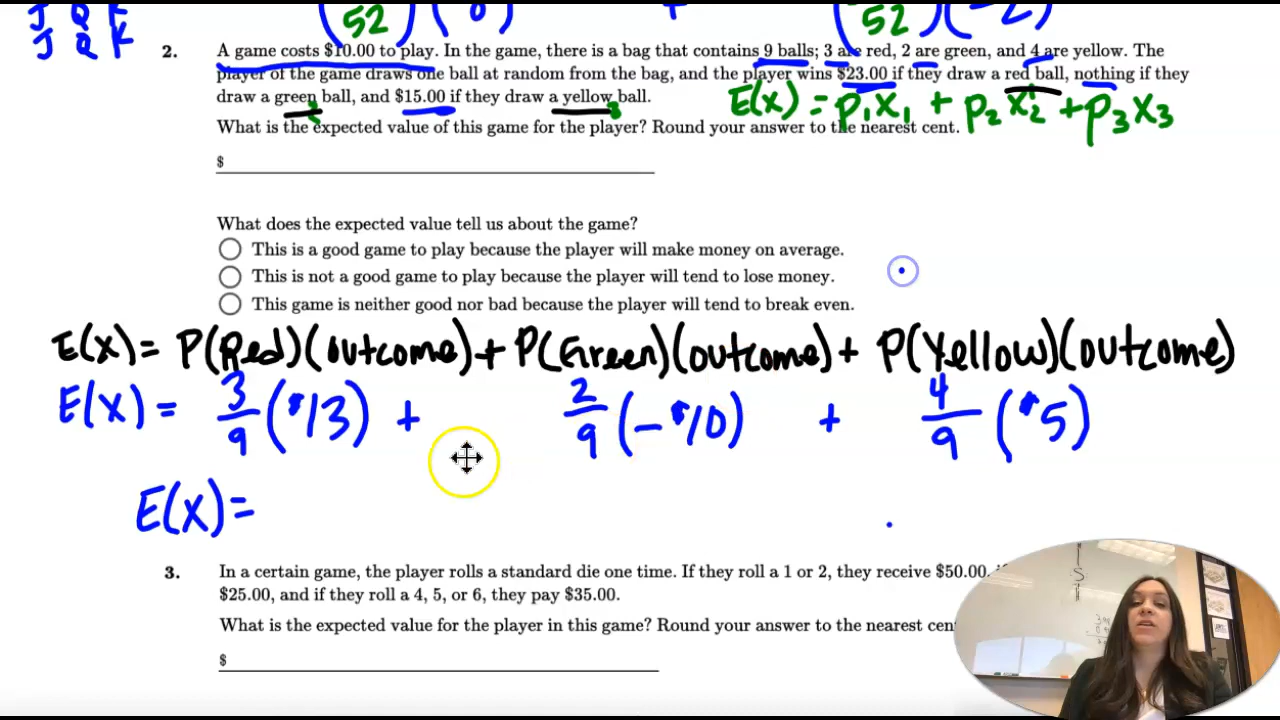 J Q K
J Q K
(52)(0) + (52)(-2)
2. A game costs $10.00 to play. In the game, there is a bag that contains 9 balls; 3 are red, 2 are green, and 4 are yellow. The
player of the game draws one ball at random from the bag, and the player wins $23.00 if they draw a red ball, nothing if they
draw a green ball, and $15.00 if they draw a yellow ball.
E(x) = P₁X₁ + P₂X₂ + P₃X₃
What is the expected value of this game for the player? Round your answer to the nearest cent.
$
What does the expected value tell us about the game?
This is a good game to play because the player will make money on average.
This is not a good game to play because the player will tend to lose money.
This game is neither good nor bad because the player will tend to break even.
E(x) = P(Red)(outcome) + P(Green)(outcome) + P(Yellow)(outcome)
E(x) = 3/9 ($13) + 2/9 (-$10) + 4/9 ($5)
E(x) =
3. In a certain game, the player rolls a standard die one time. If they roll a 1 or 2, they receive $50.00,
$25.00, and if they roll a 4, 5, or 6, they pay $35.00.
What is the expected value for the player in this game? Round your answer to the nearest cen
$